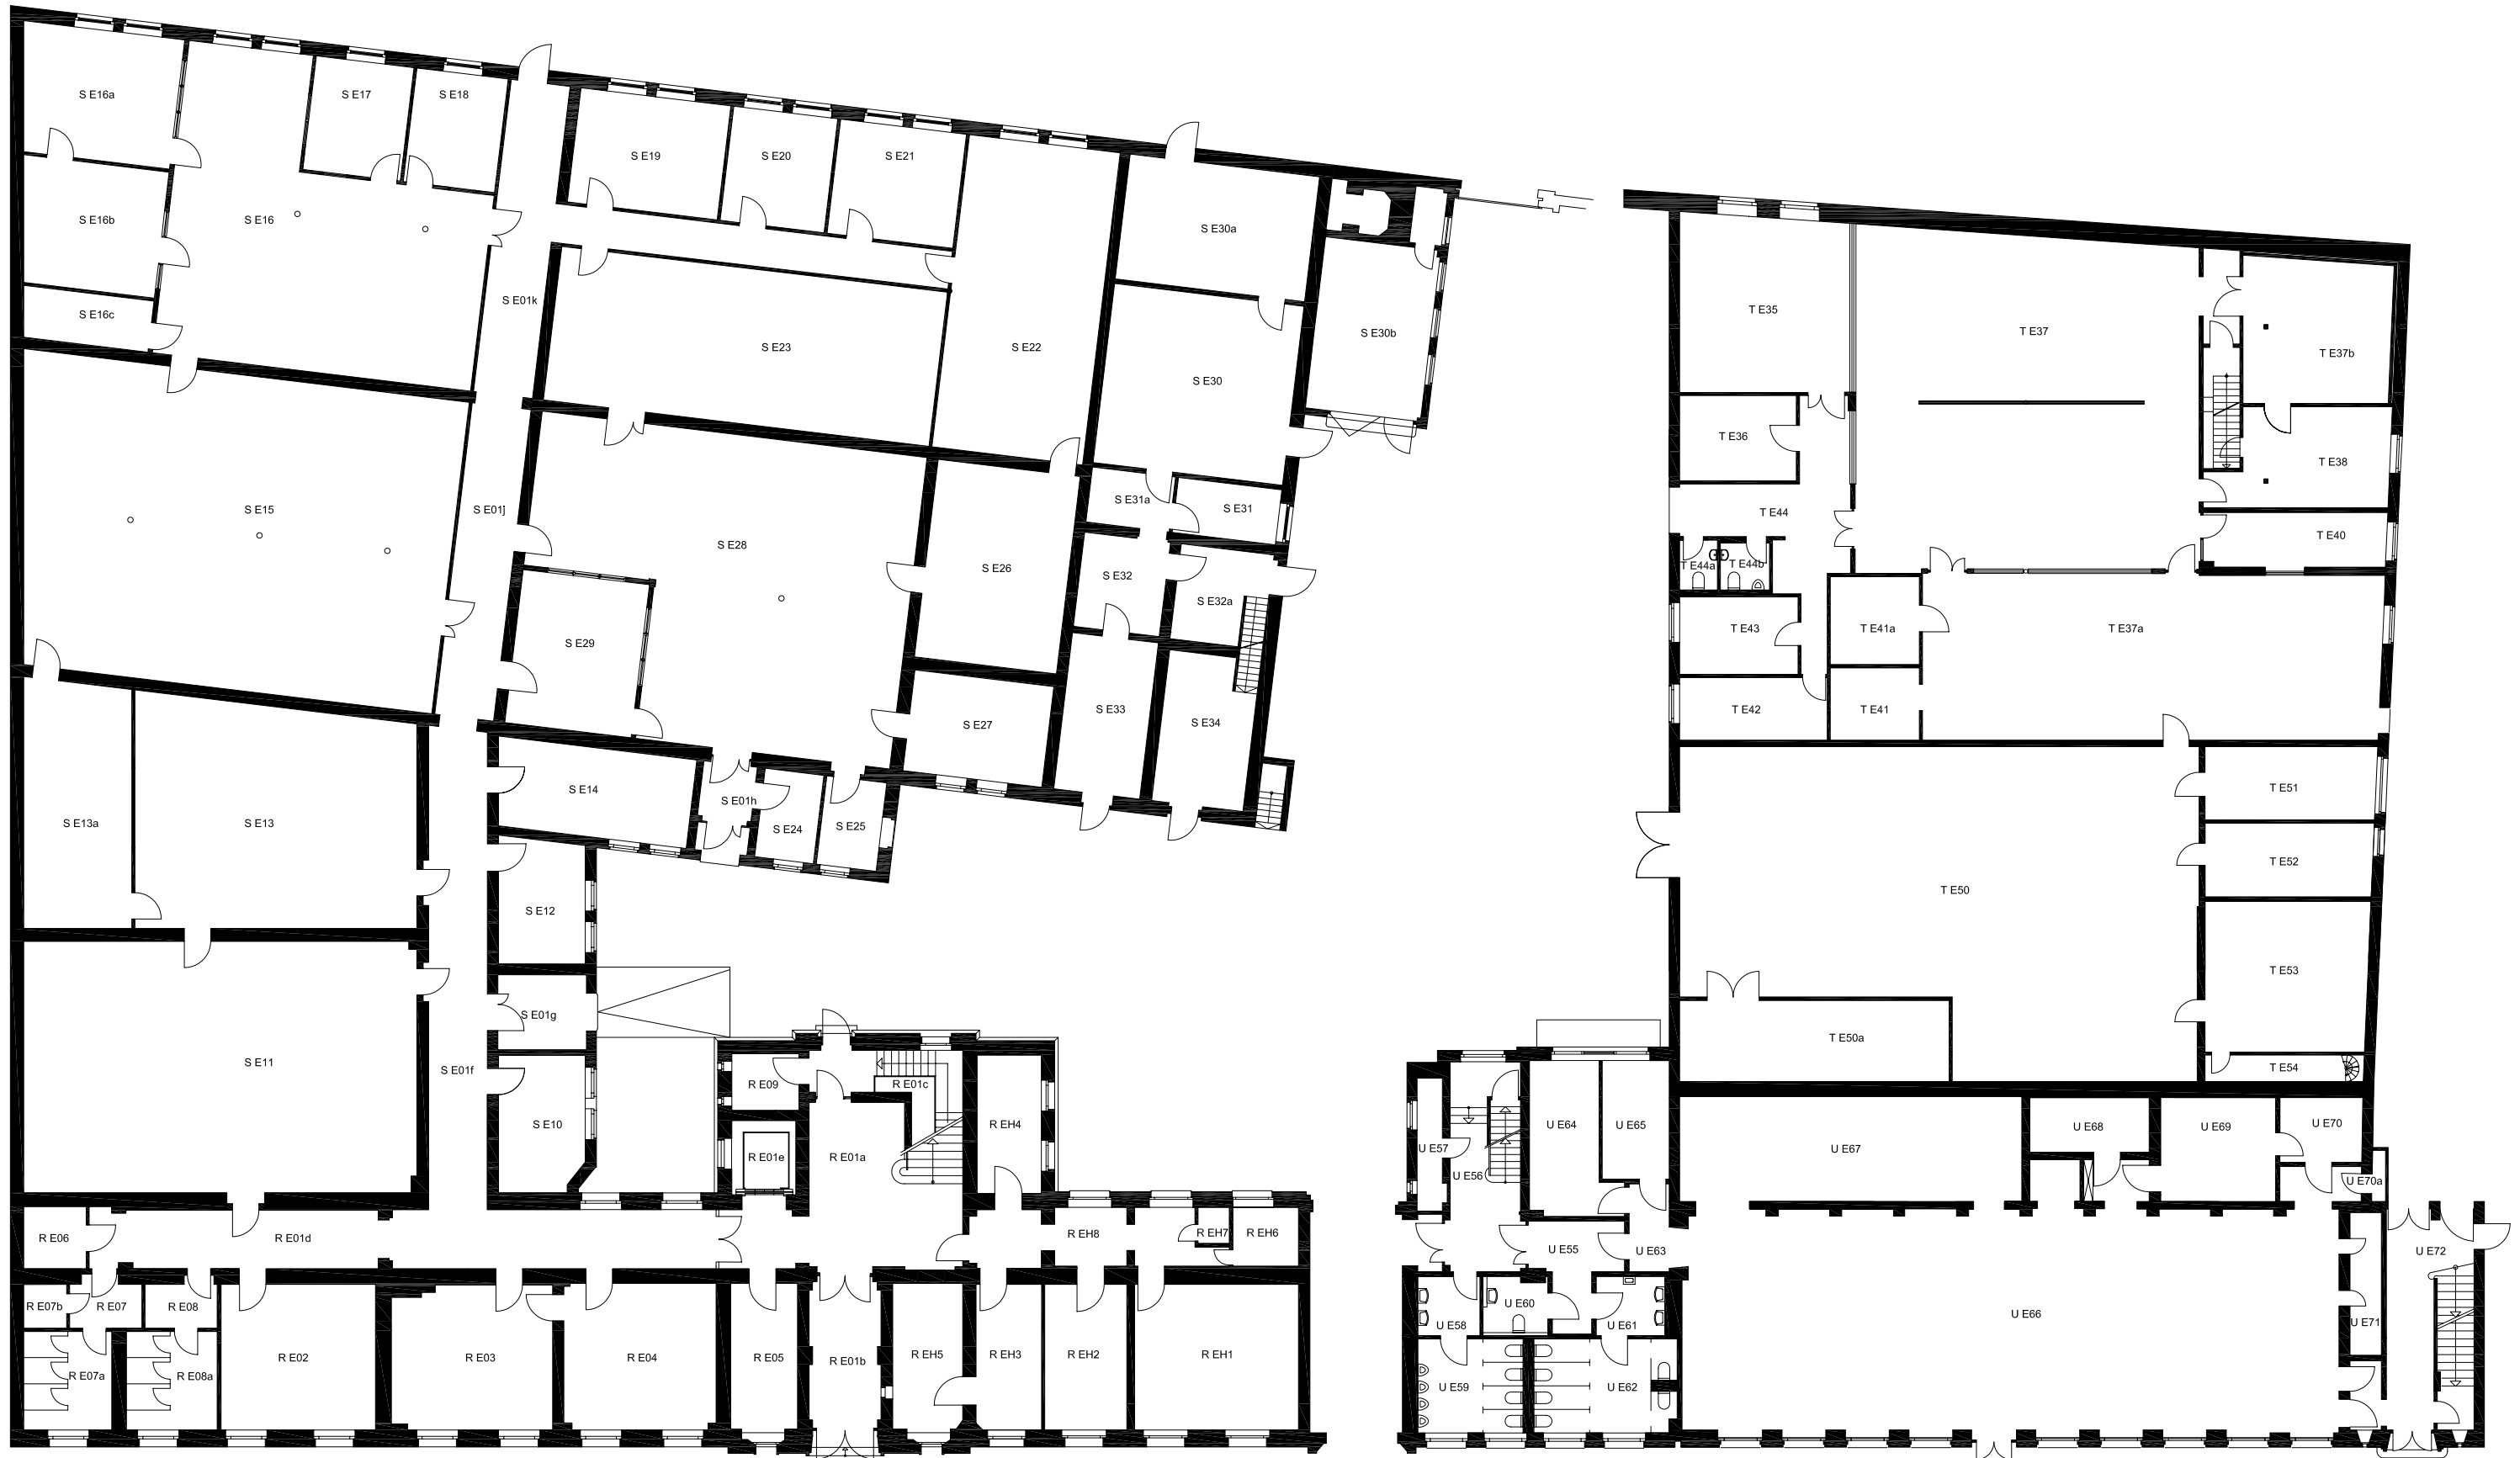 S E16a
S E17
S E18
S E19
S E20
S E21
S E16b
S E16
S E30a
S E01k
S E16c
S E23
S E22
S E30b
S E30
S E15
S E01j
S E28
S E31a
S E31
S E26
S E32
S E32a
S E29
S E27
S E33
S E34
S E14
S E01h
S E24
S E25
S E13a
S E13
S E12
S E01g
S E11
S E01f
S E10
R E09
R E01c
R EH4
R E01e
R E01a
R E06
R E01d
R EH8
R EH7
R EH6
R E07b
R E07
R E08
R E07a
R E08a
R E02
R E03
R E04
R E05
R E01b
R EH5
R EH3
R EH2
R EH1
T E35
T E37
T E37b
T E36
T E38
T E44
T E40
T E44a
T E44b
T E43
T E41a
T E37a
T E42
T E41
T E51
T E52
T E50
T E53
T E50a
T E54
U E57
U E56
U E64
U E65
U E67
U E68
U E69
U E70
U E70a
U E55
U E63
U E72
U E58
U E60
U E61
U E66
U E71
U E59
U E62